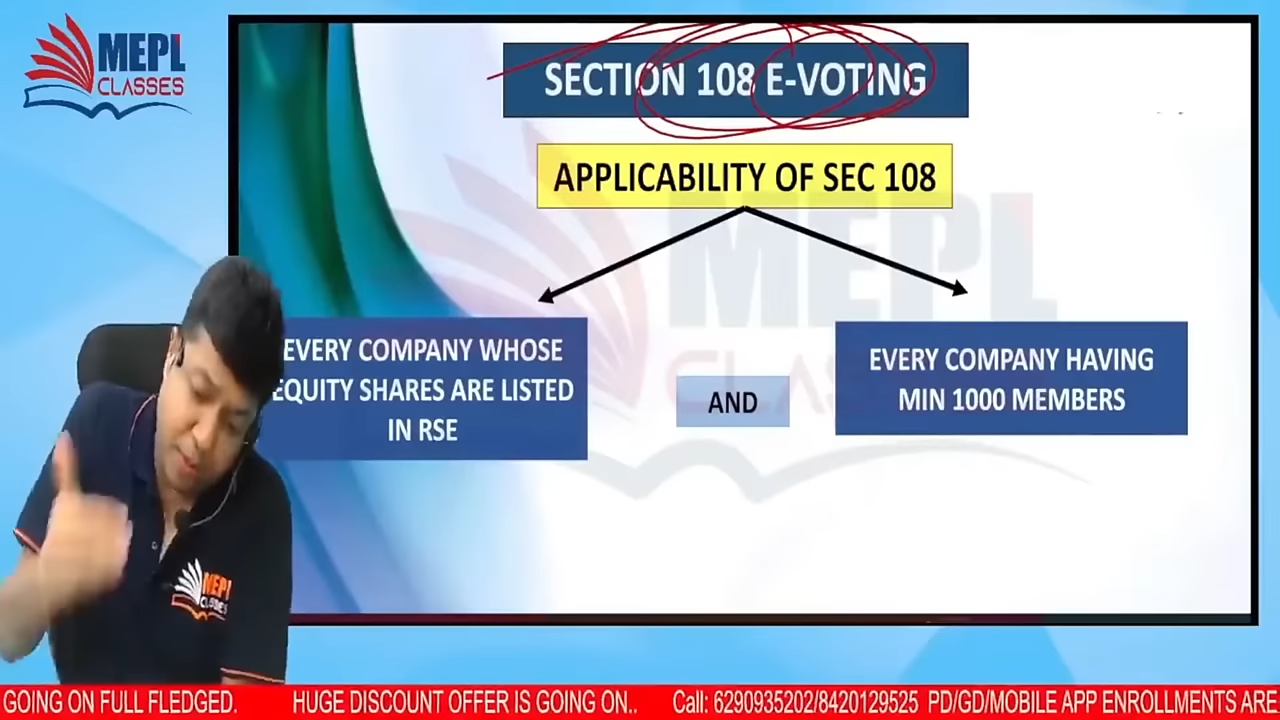 MEPL
CLASSES
SECTION 108 E-VOTING
APPLICABILITY OF SEC 108
MEPL
CLASSES
EVERY COMPANY WHOSE
EQUITY SHARES ARE LISTED
IN RSE
AND
EVERY COMPANY HAVING
MIN 1000 MEMBERS
MEPL
CLASSES
GOING ON FULL FLEDGED. HUGE DISCOUNT OFFER IS GOING ON.. Call: 6290935202/8420129525 PD/GD/MOBILE APP ENROLLMENTS ARE